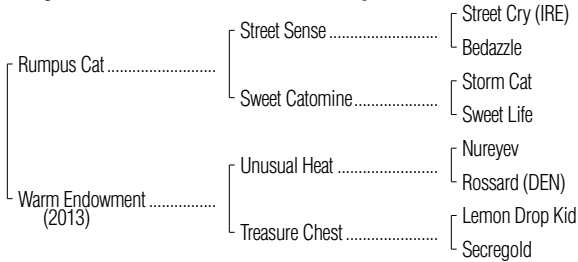 Street Cry (IRE)
Street Sense ........................
Bedazzle
Rumpus Cat ........................
Storm Cat
Sweet Catomine ....................
Sweet Life
Nureyev
Unusual Heat ......................
Rossard (DEN)
Warm Endowment ...............
(2013)
Lemon Drop Kid
Treasure Chest ....................
Secregold